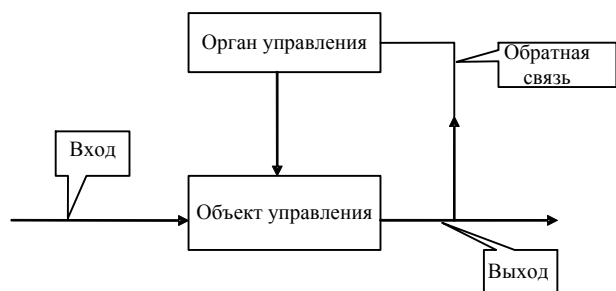 Орган управления
Обратная
связь
Вход
Объект управления
Выход